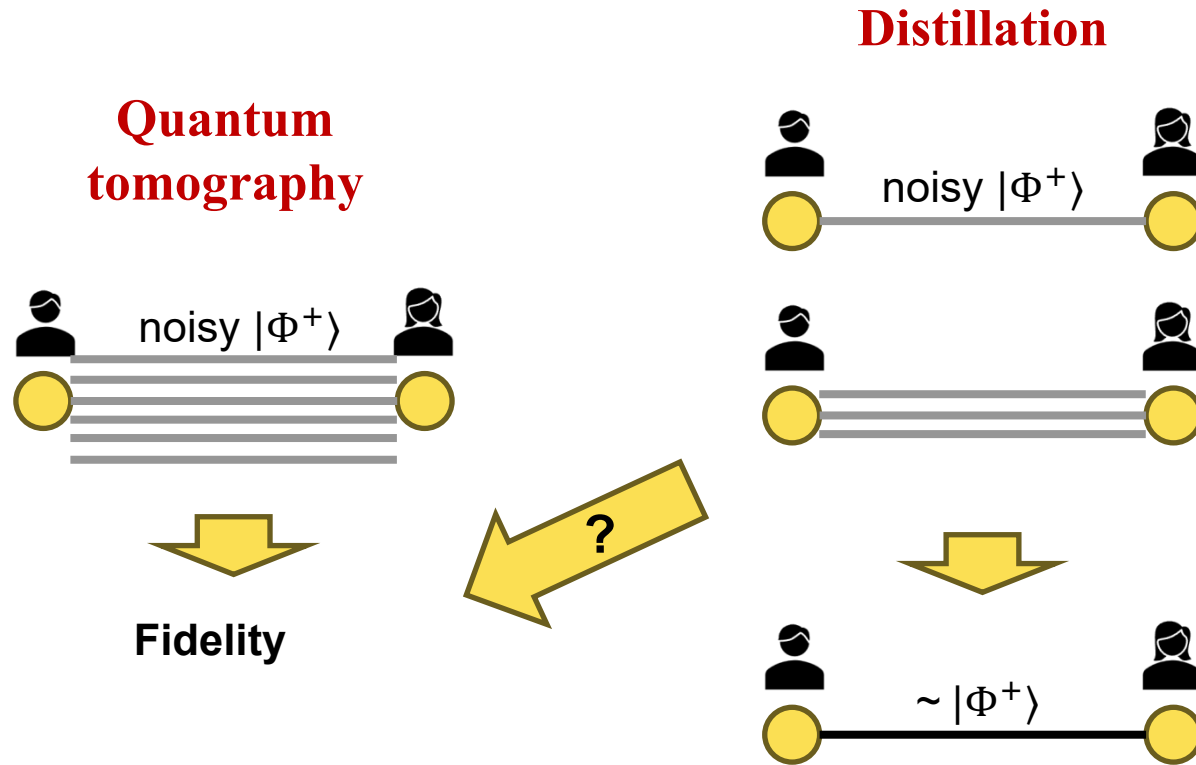 Quantum
tomography
noisy |Φ⁺⟩
Fidelity
?
Distillation
noisy |Φ⁺⟩
~ |Φ⁺⟩